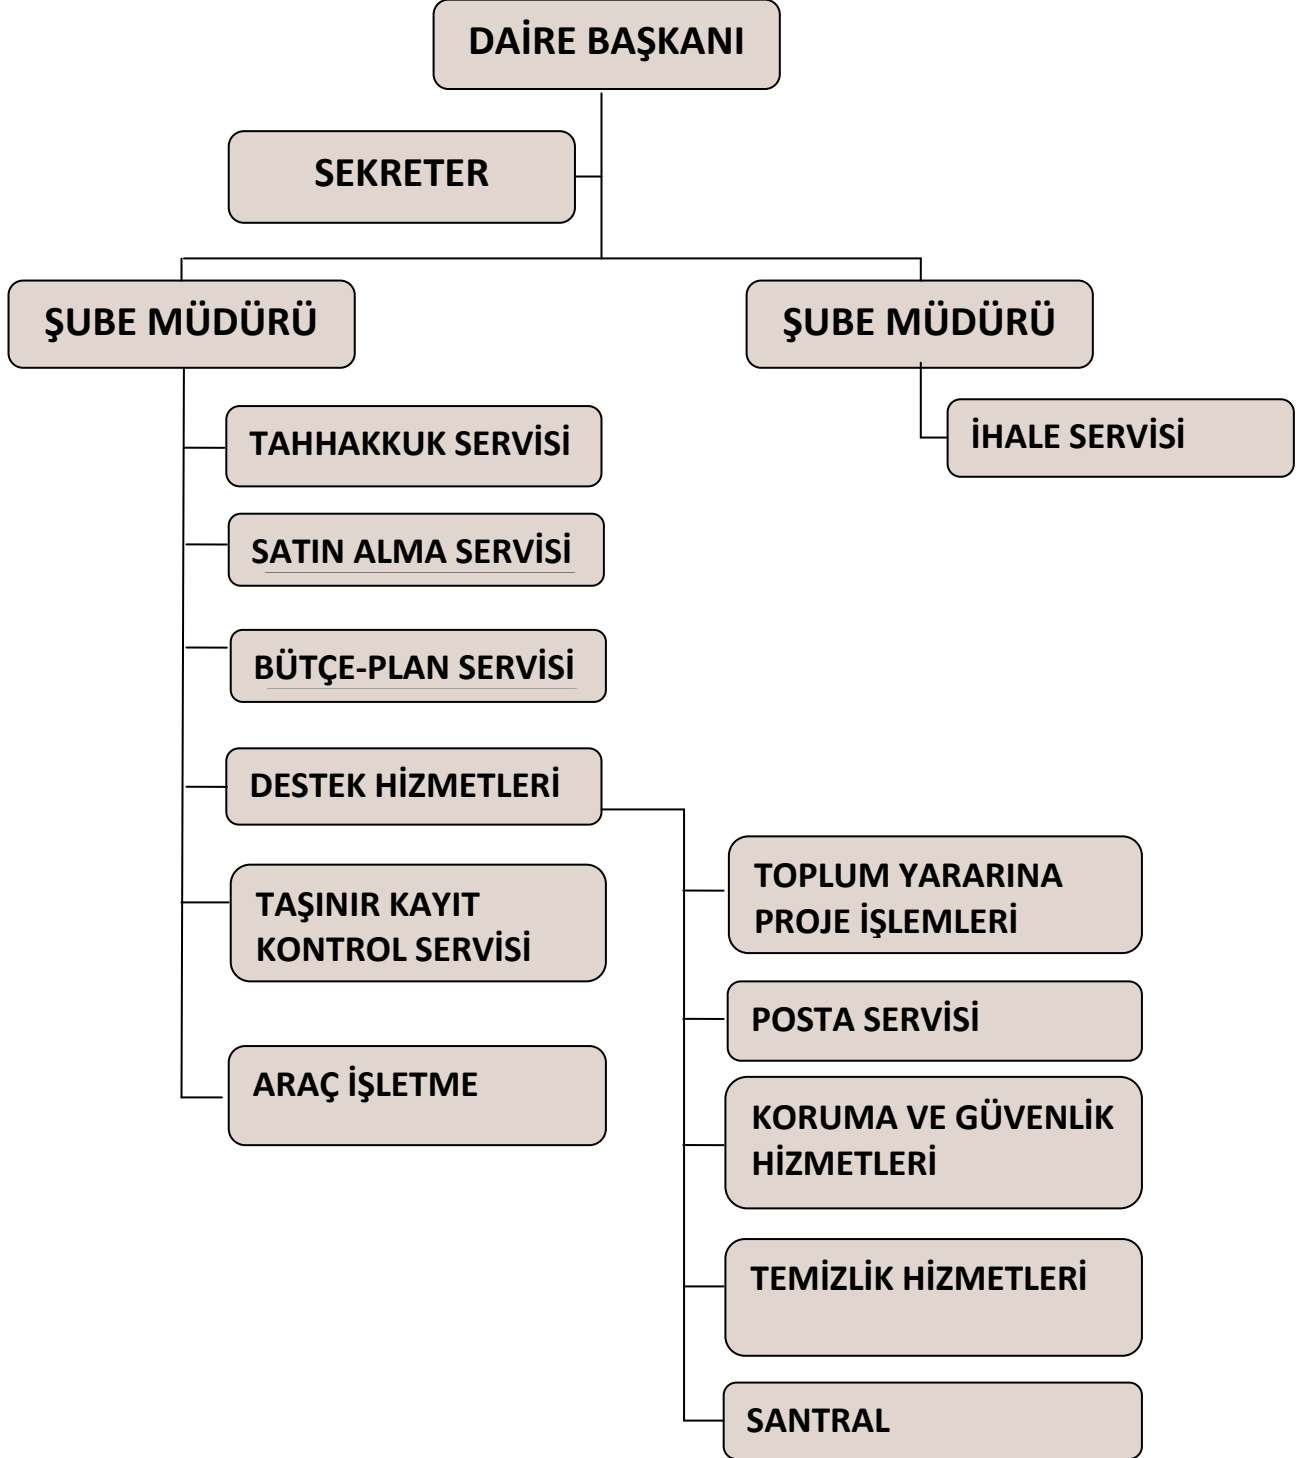 DAİRE BAŞKANI
SEKRETER
ŞUBE MÜDÜRÜ
ŞUBE MÜDÜRÜ
TAHHAKKUK SERVİSİ
İHALE SERVİSİ
SATIN ALMA SERVİSİ
BÜTÇE-PLAN SERVİSİ
DESTEK HİZMETLERİ
TAŞINIR KAYIT
KONTROL SERVİSİ
ARAÇ İŞLETME
TOPLUM YARARINA
PROJE İŞLEMLERİ
POSTA SERVİSİ
KORUMA VE GÜVENLİK
HİZMETLERİ
TEMİZLİK HİZMETLERİ
SANTRAL